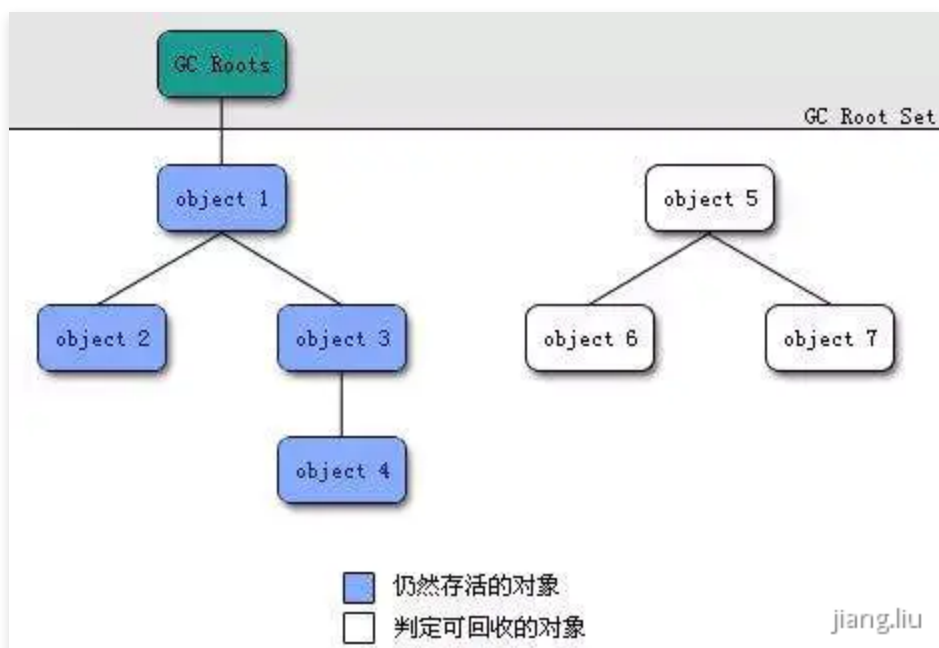 GC Roots
GC Root Set
object 1
object 5
object 2
object 3
object 6
object 7
object 4
仍然存活的对象
判定可回收的对象
jiang.liu